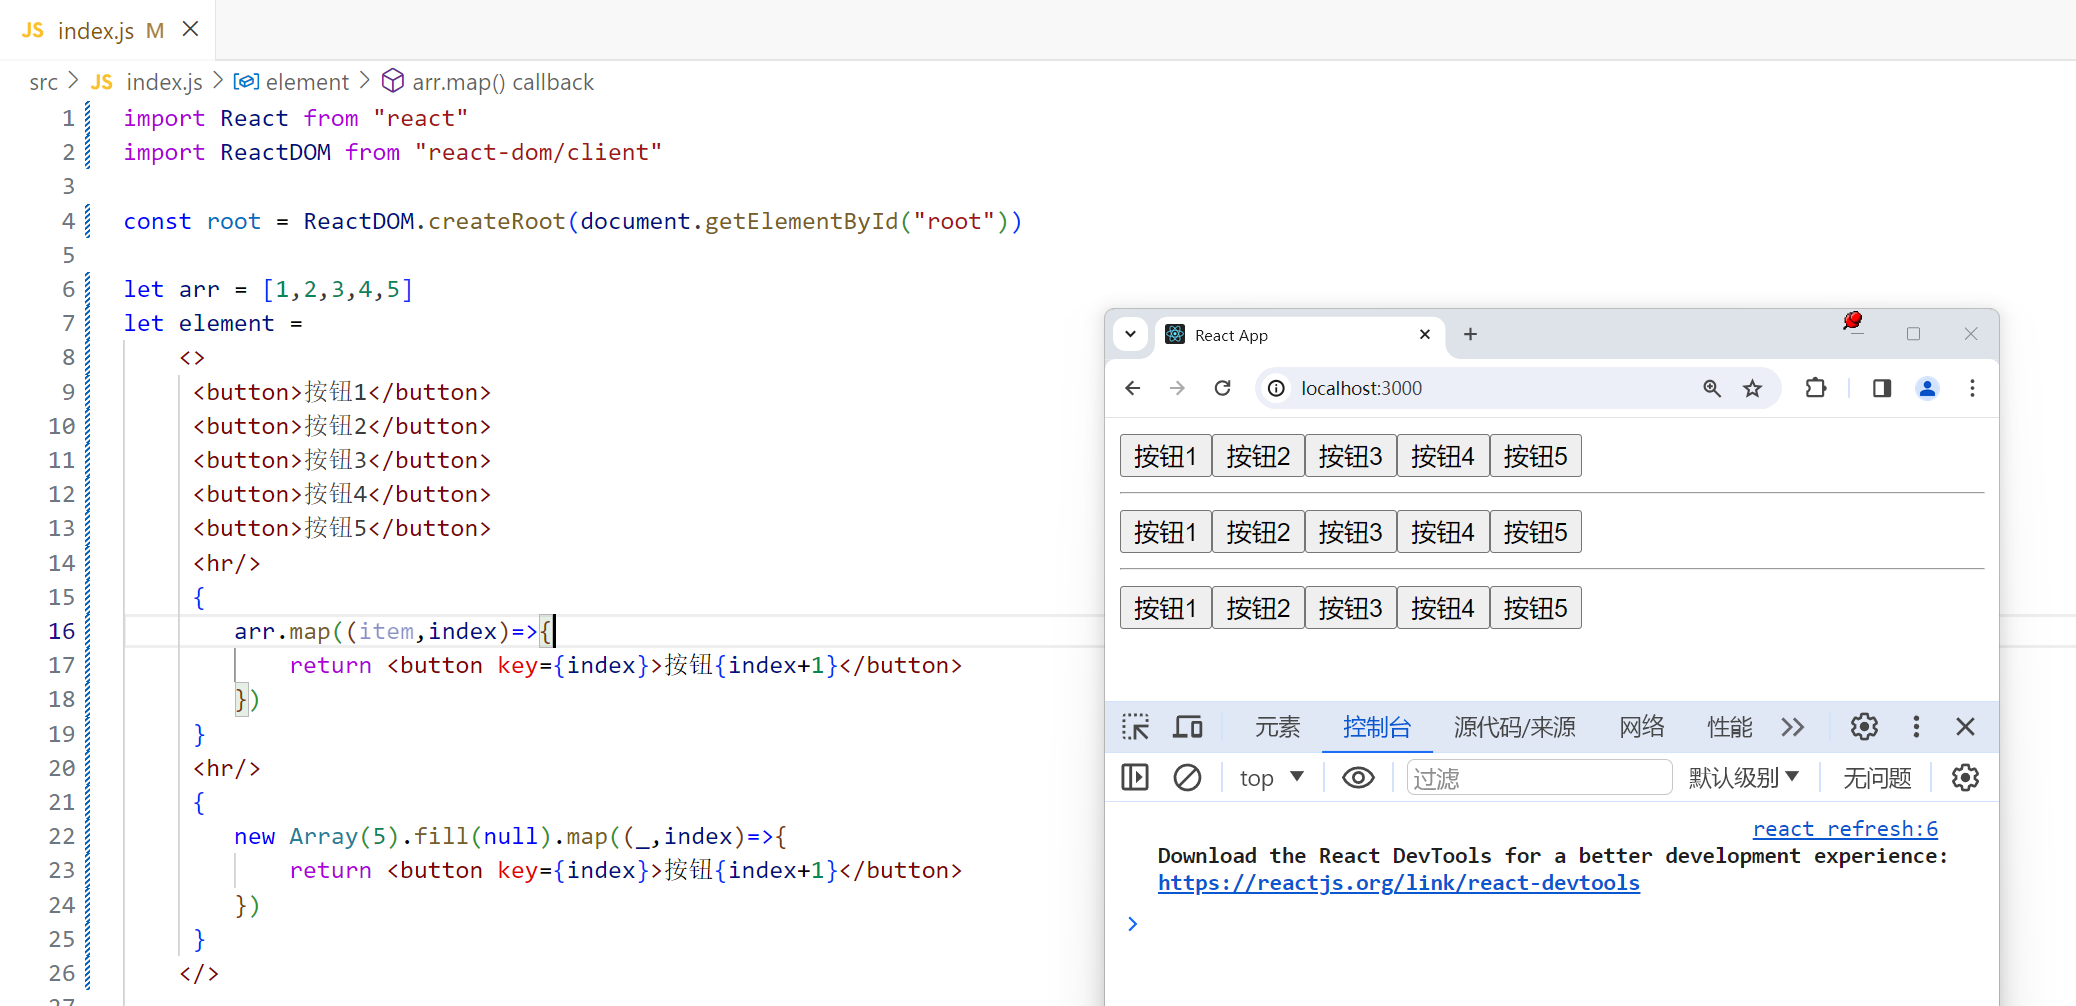 JS index.js M
src > JS index.js > element > arr.map() callback
1 import React from "react"
2 import ReactDOM from "react-dom/client"
3
4 const root = ReactDOM.createRoot(document.getElementById("root"))
5
6 let arr = [1,2,3,4,5]
7 let element =
8 <>
9 <button>按钮1</button>
10 <button>按钮2</button>
11 <button>按钮3</button>
12 <button>按钮4</button>
13 <button>按钮5</button>
14 <hr/>
15 {
16 arr.map((item,index)=>{
17 return <button key={index}>按钮{index+1}</button>
18 })
19 }
20 <hr/>
21 {
22 new Array(5).fill(null).map((_,index)=>{
23 return <button key={index}>按钮{index+1}</button>
24 })
25 }
26 </>
27
React App
localhost:3000
按钮1 按钮2 按钮3 按钮4 按钮5
按钮1 按钮2 按钮3 按钮4 按钮5
按钮1 按钮2 按钮3 按钮4 按钮5
元素 控制台 源代码/来源 网络 性能
top 过滤 默认级别 无问题
react refresh:6
Download the React DevTools for a better development experience:
https://reactjs.org/link/react-devtools